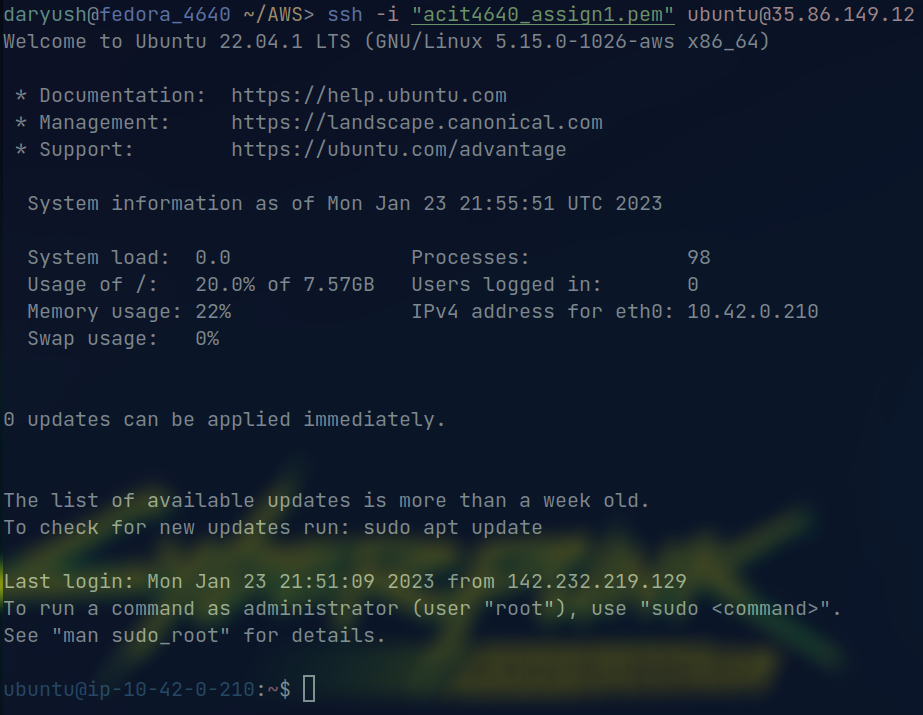 daryush@fedora_4640 ~/AWS> ssh -i "acit4640_assign1.pem" ubuntu@35.86.149.12
Welcome to Ubuntu 22.04.1 LTS (GNU/Linux 5.15.0-1026-aws x86_64)
* Documentation: https://help.ubuntu.com
* Management: https://landscape.canonical.com
* Support: https://ubuntu.com/advantage
System information as of Mon Jan 23 21:55:51 UTC 2023
System load: 0.0 Processes: 98
Usage of /: 20.0% of 7.57GB Users logged in: 0
Memory usage: 22% IPv4 address for eth0: 10.42.0.210
Swap usage: 0%
0 updates can be applied immediately.
The list of available updates is more than a week old.
To check for new updates run: sudo apt update
Last login: Mon Jan 23 21:51:09 2023 from 142.232.219.129
To run a command as administrator (user "root"), use "sudo <command>".
See "man sudo_root" for details.
ubuntu@ip-10-42-0-210:~$